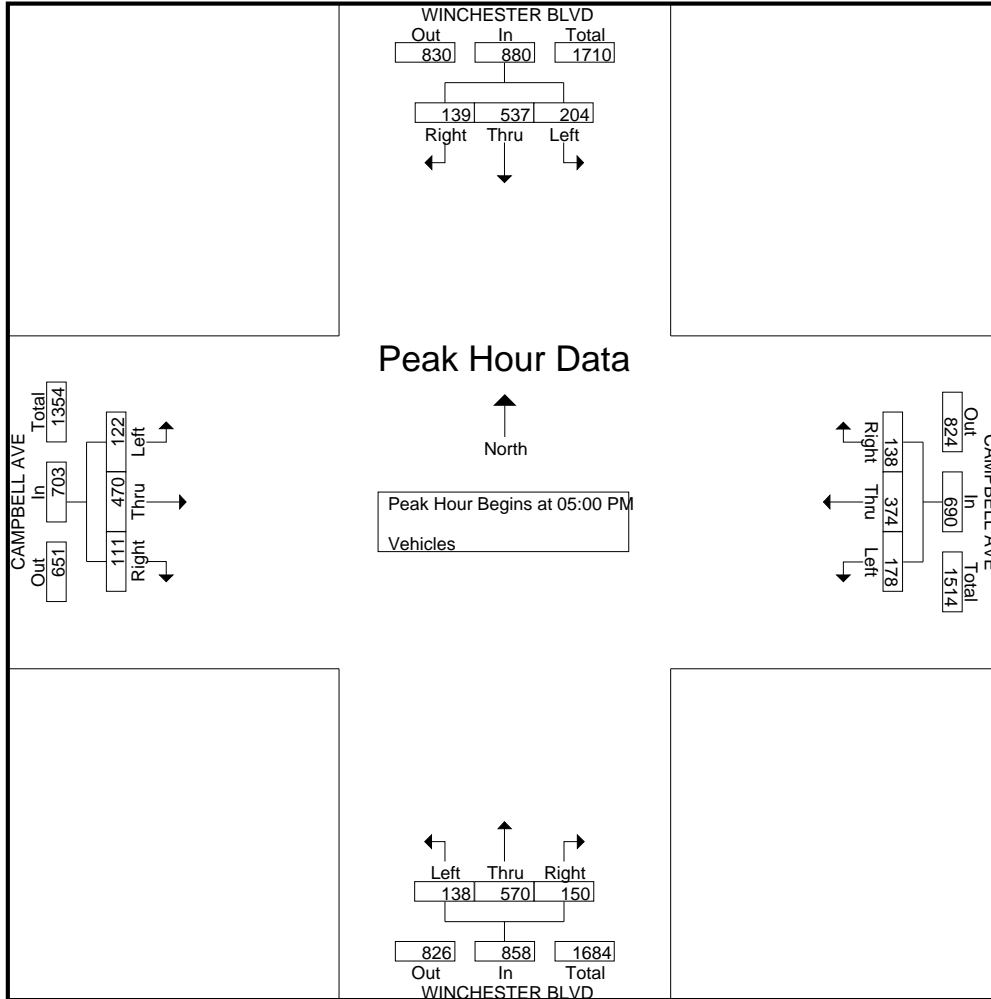 WINCHESTER BLVD
Out In Total
830 880 1710
139 537 204
Right Thru Left
Peak Hour Data
North
Peak Hour Begins at 05:00 PM
Vehicles
CAMPBELL AVE
Out In Total
651 703 1354
Right Thru Left
111 470 122
CAMPBELL AVE
Out In Total
824 690 1514
Right Thru Left
138 374 178
Left Thru Right
138 570 150
826 858 1684
Out In Total
WINCHESTER BLVD